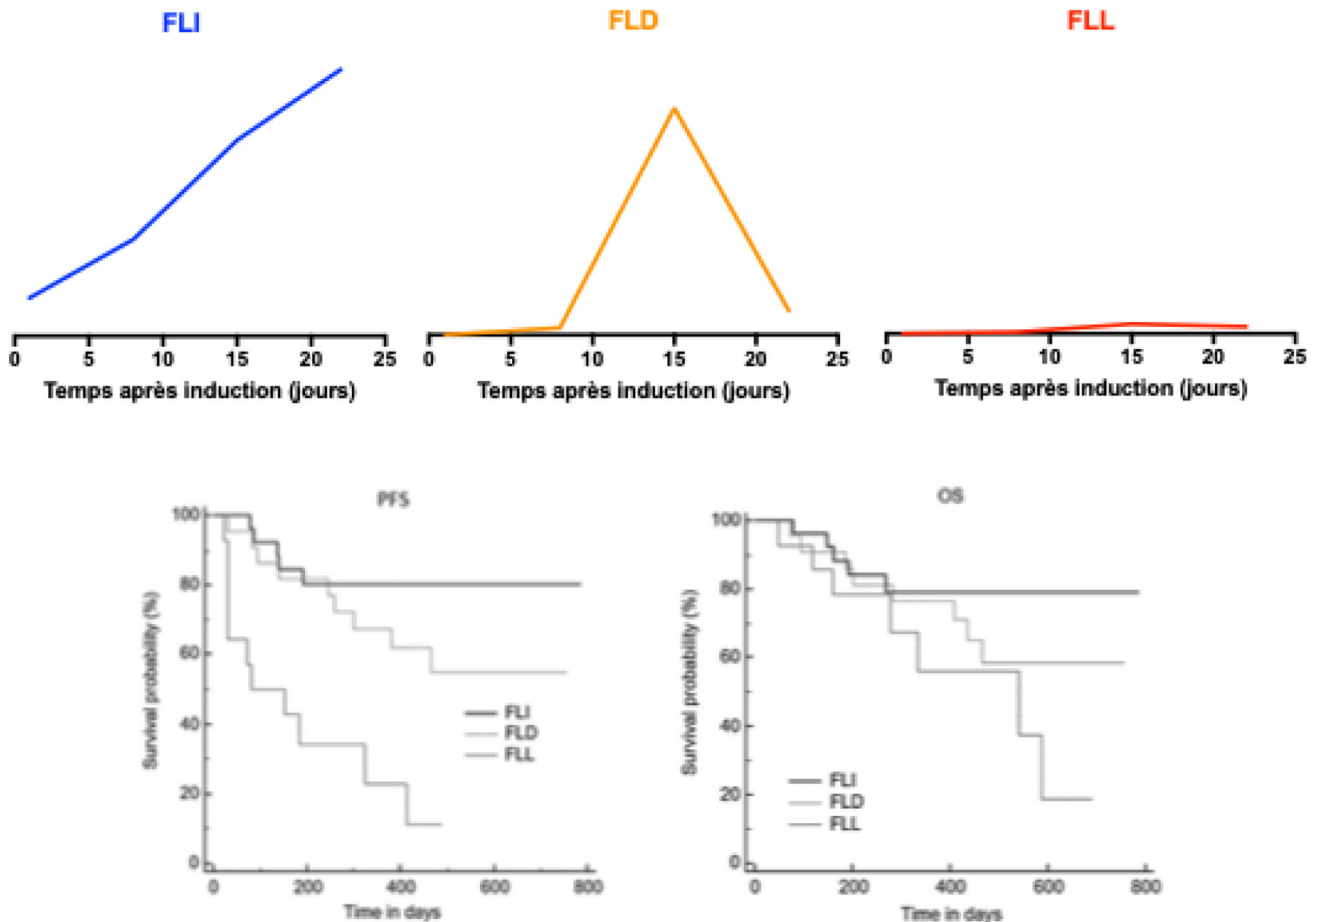 FLI FLD FLL
0 5 10 15 20 25 0 5 10 15 20 25 0 5 10 15 20 25
Temps après induction (jours) Temps après induction (jours) Temps après induction (jours)
PFS
100
80
60
40
20
0
Survival probability (%)
FLI
FLD
FLL
0 200 400 600 800
Time in days
OS
100
80
60
40
20
0
Survival probability (%)
FLI
FLD
FLL
0 200 400 600 800
Time in days